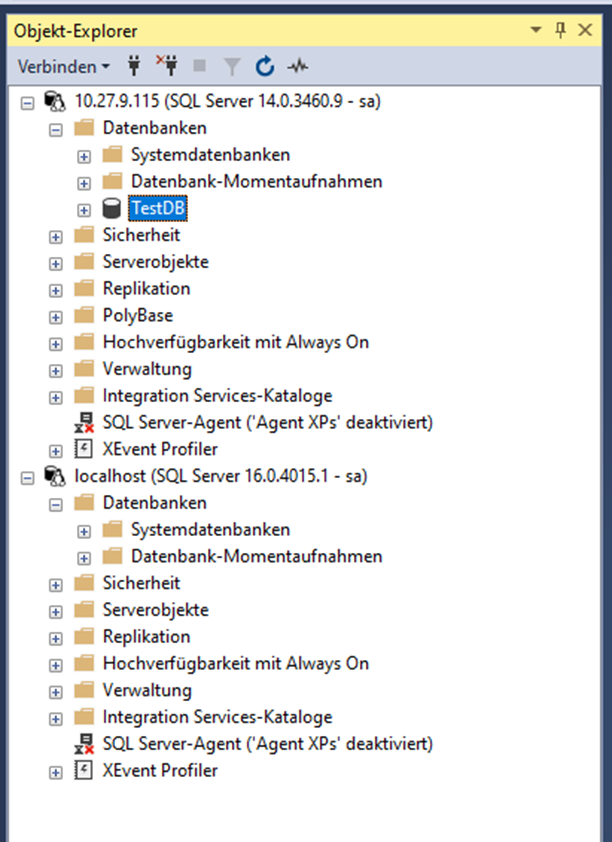 Objekt-Explorer
Verbinden
10.27.9.115 (SQL Server 14.0.3460.9 - sa)
Datenbanken
Systemdatenbanken
Datenbank-Momentaufnahmen
TestDB
Sicherheit
Serverobjekte
Replikation
PolyBase
Hochverfügbarkeit mit Always On
Verwaltung
Integration Services-Kataloge
SQL Server-Agent ('Agent XPs' deaktiviert)
XEvent Profiler
localhost (SQL Server 16.0.4015.1 - sa)
Datenbanken
Systemdatenbanken
Datenbank-Momentaufnahmen
Sicherheit
Serverobjekte
Replikation
Hochverfügbarkeit mit Always On
Verwaltung
Integration Services-Kataloge
SQL Server-Agent ('Agent XPs' deaktiviert)
XEvent Profiler